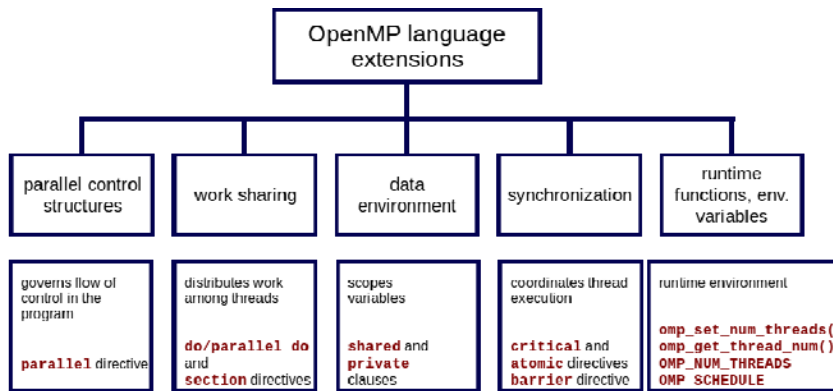 OpenMP language
extensions
parallel control
structures
work sharing
data
environment
synchronization
runtime
functions, env.
variables
governs flow of
control in the
program
parallel directive
distributes work
among threads
do/parallel do
and
section directives
scopes
variables
shared and
private
clauses
coordinates thread
execution
critical and
atomic directives
barrier directive
runtime environment
omp_set_num_threads(
omp_get_thread_num()
OMP_NUM_THREADS
OMP_SCHEDULE